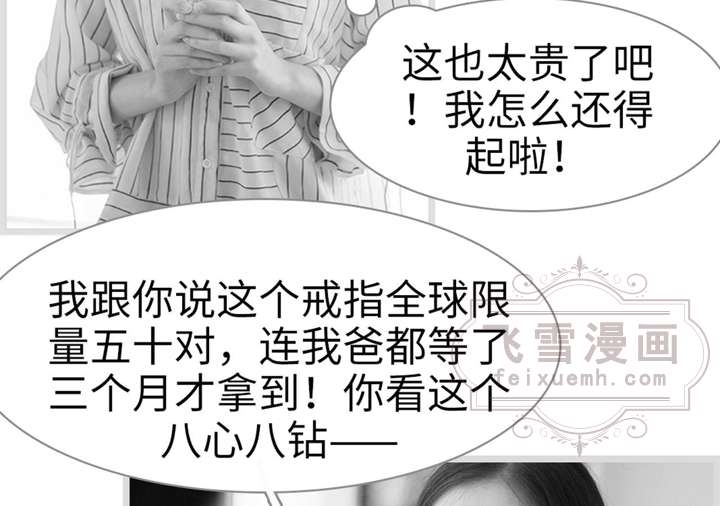 这也太贵了吧
！我怎么还得
起啦！
我跟你说这个戒指全球限
量五十对，连我爸都等了
三个月才拿到！你看这个
八心八钻——
飞雪漫画
feixuemh.com